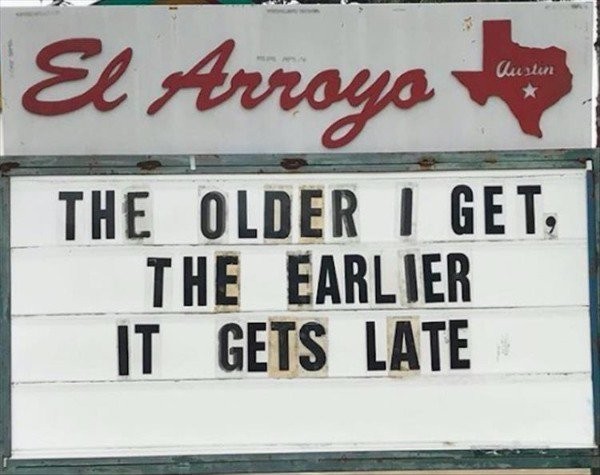 El Arroyo
Austin
THE OLDER I GET,
THE EARLIER
IT GETS LATE